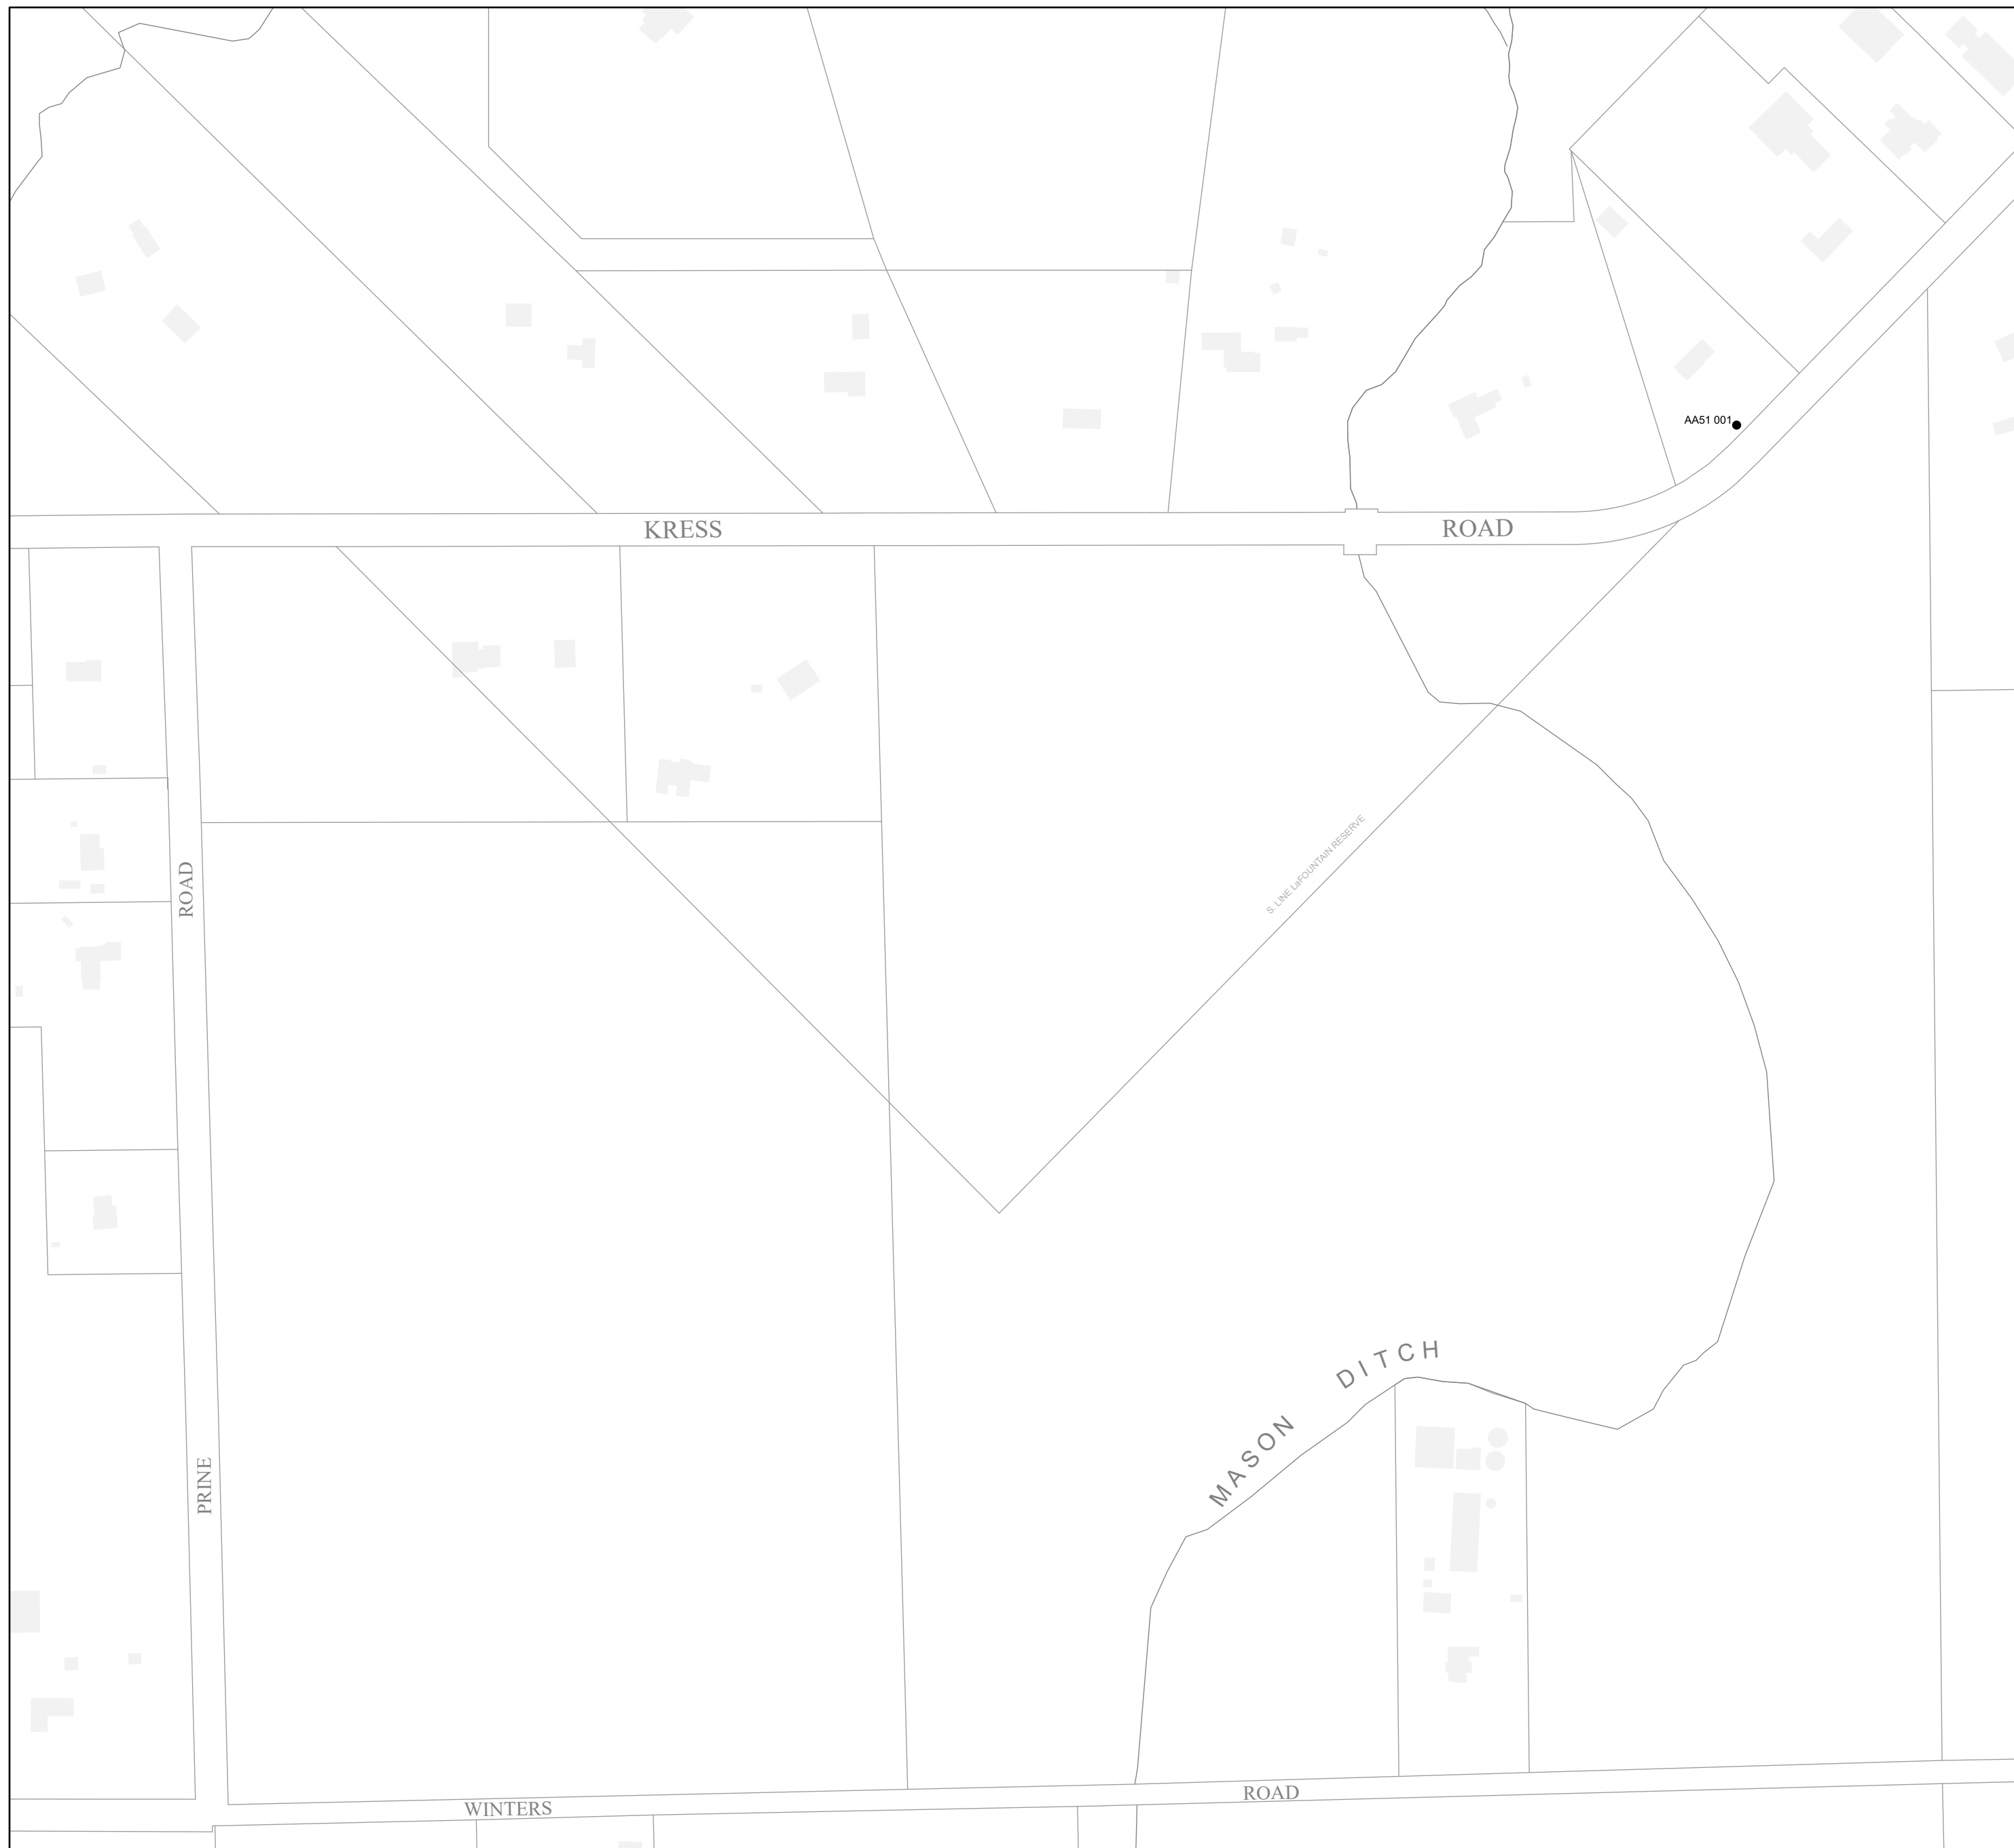 AA51 001
KRESS ROAD
S. LINE LaFOUNTAIN RESERVE
ROAD
PRINE
MASON DITCH
WINTERS ROAD